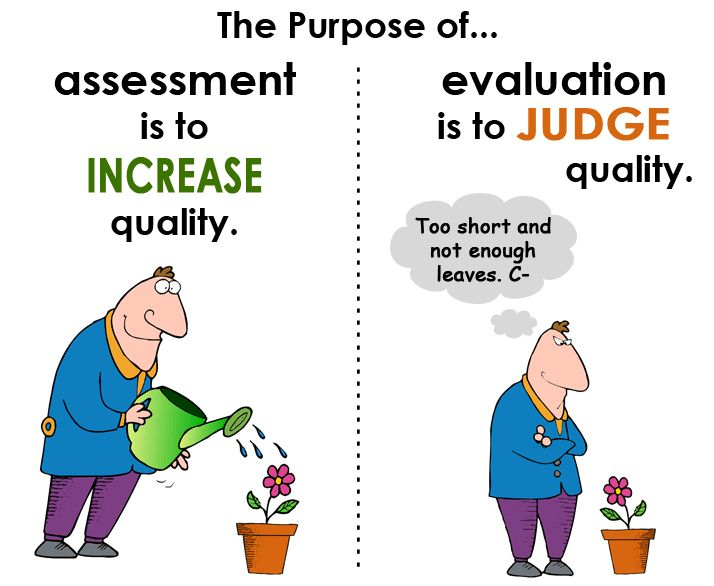 The Purpose of...
assessment
is to
INCREASE
quality.
evaluation
is to JUDGE
quality.
Too short and
not enough
leaves. C-